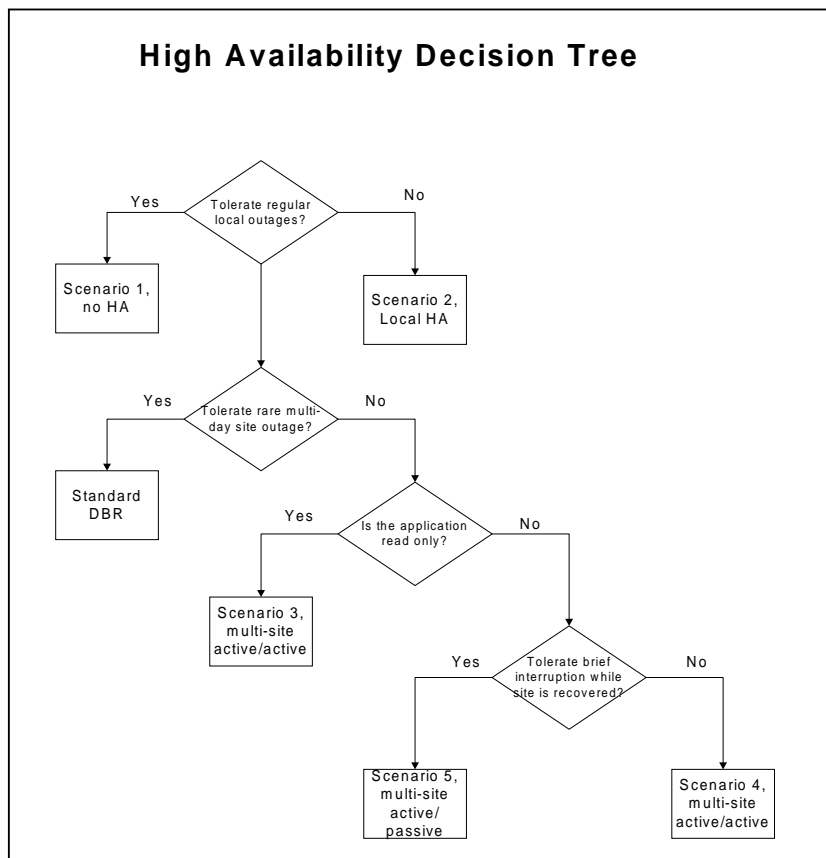 High Availability Decision Tree
Yes
No
Tolerate regular
local outages?
Scenario 1,
no HA
Scenario 2,
Local HA
Yes
No
Tolerate rare multi-
day site outage?
Standard
DBR
Yes
No
Is the application
read only?
Scenario 3,
multi-site
active/active
Yes
No
Tolerate brief
interruption while
site is recovered?
Scenario 5,
multi-site
active/
passive
Scenario 4,
multi-site
active/active